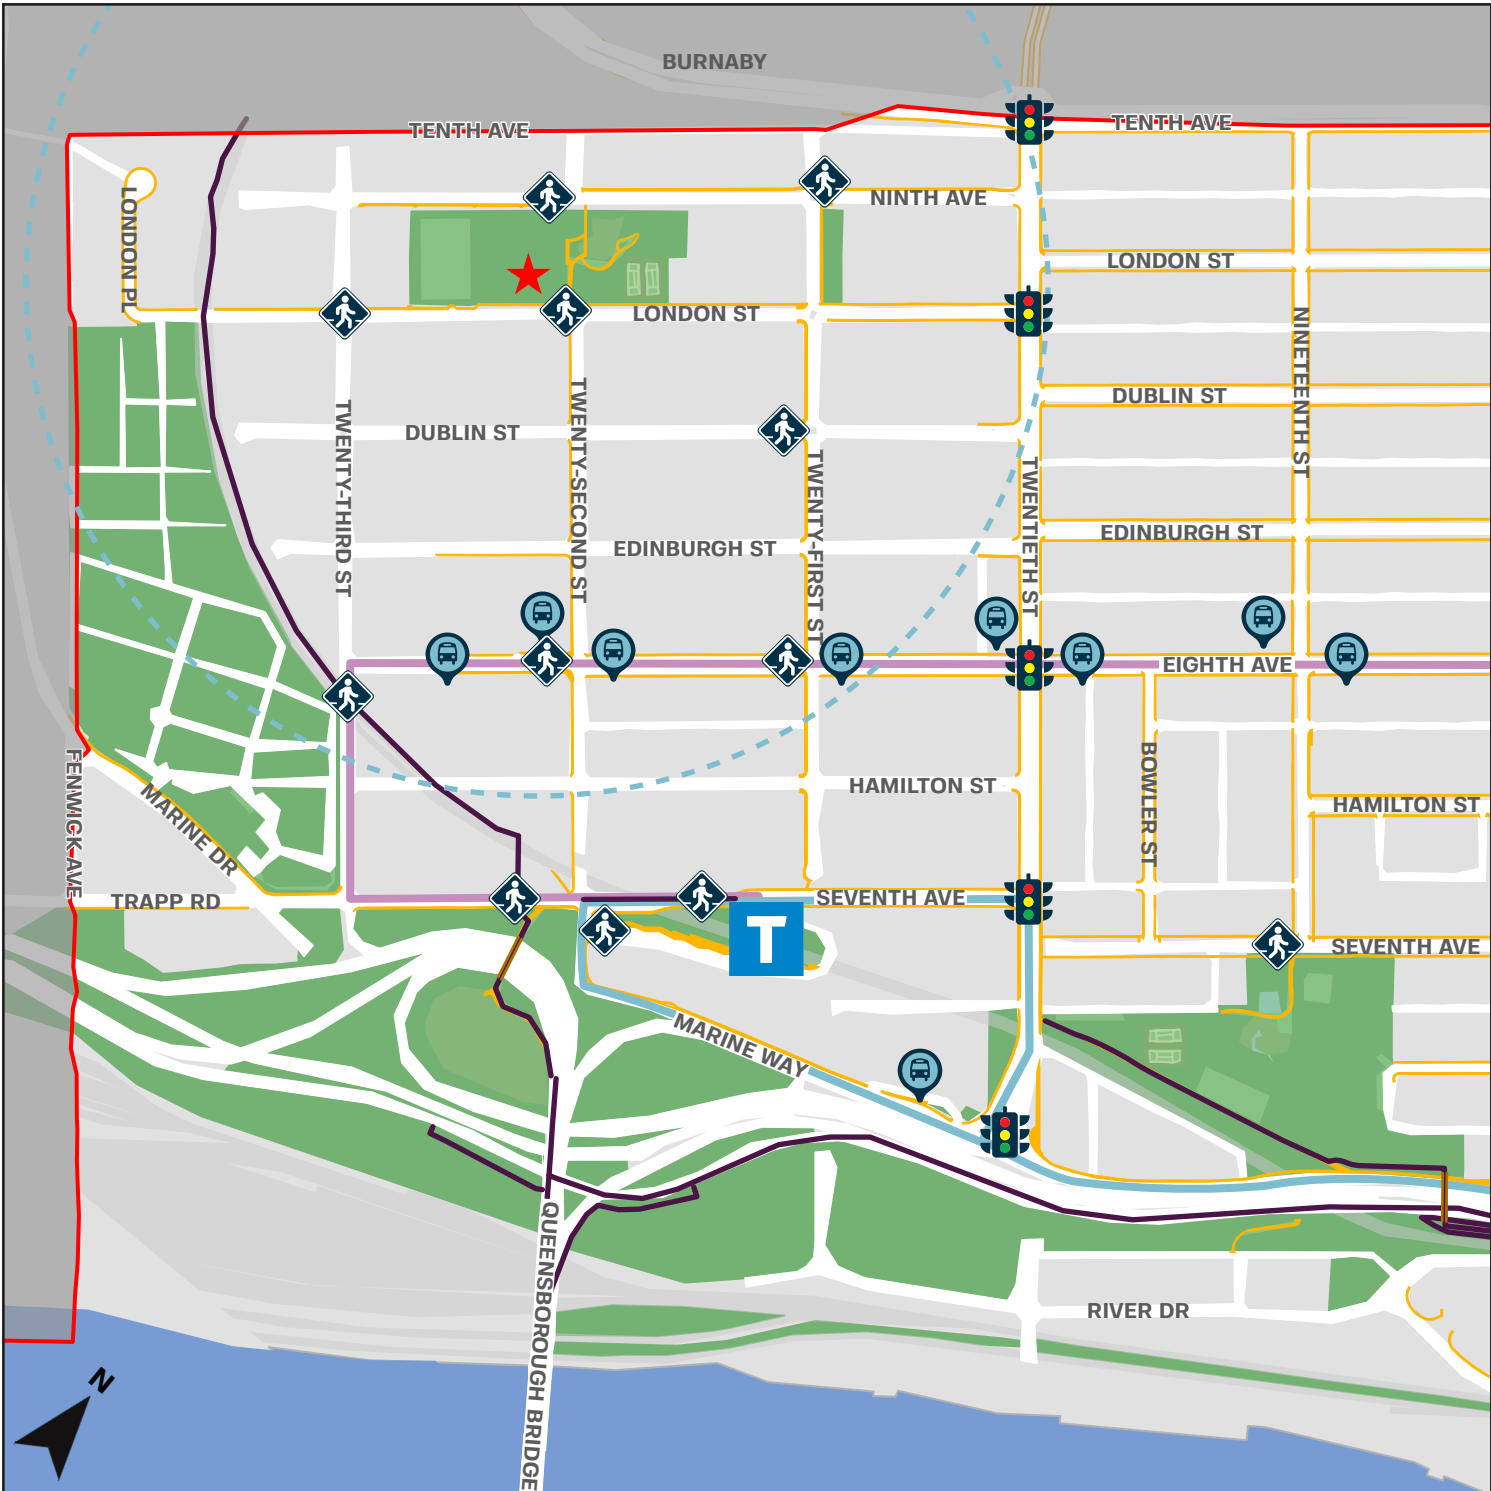 BURNABY
TENTH AVE
TENTH AVE
NINTH AVE
LONDON PL
LONDON ST
LONDON ST
NINETEENTH ST
DUBLIN ST
DUBLIN ST
TWENTY-THIRD ST
TWENTY-SECOND ST
TWENTY-FIRST ST
TWENTIETH ST
EDINBURGH ST
EDINBURGH ST
EIGHTH AVE
FENWICK AVE
MARINE DR
HAMILTON ST
BOWLER ST
HAMILTON ST
TRAPP RD
SEVENTH AVE
T
SEVENTH AVE
MARINE WAY
QUEENSBOROUGH BRIDGE
RIVER DR
N